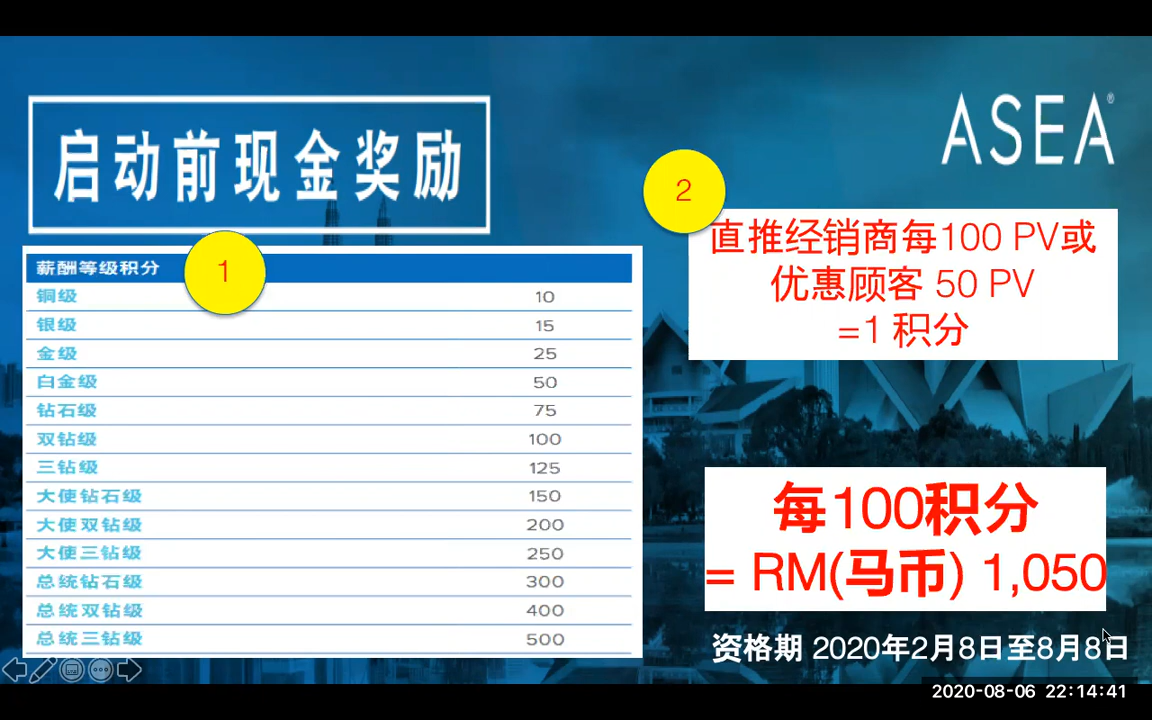 启动前现金奖励
ASEA®
1
薪酬等级积分
铜级 10
银级 15
金级 25
白金级 50
钻石级 75
双钻级 100
三钻级 125
大使钻石级 150
大使双钻级 200
大使三钻级 250
总统钻石级 300
总统双钻级 400
总统三钻级 500
2
直推经销商每100 PV或
优惠顾客 50 PV
=1 积分
每100积分
= RM(马币) 1,050
资格期 2020年2月8日至8月8日
2020-08-06 22:14:41